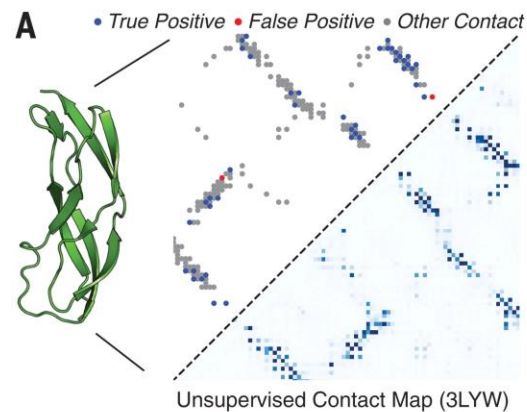 A
True Positive False Positive Other Contact
Unsupervised Contact Map (3LYW)